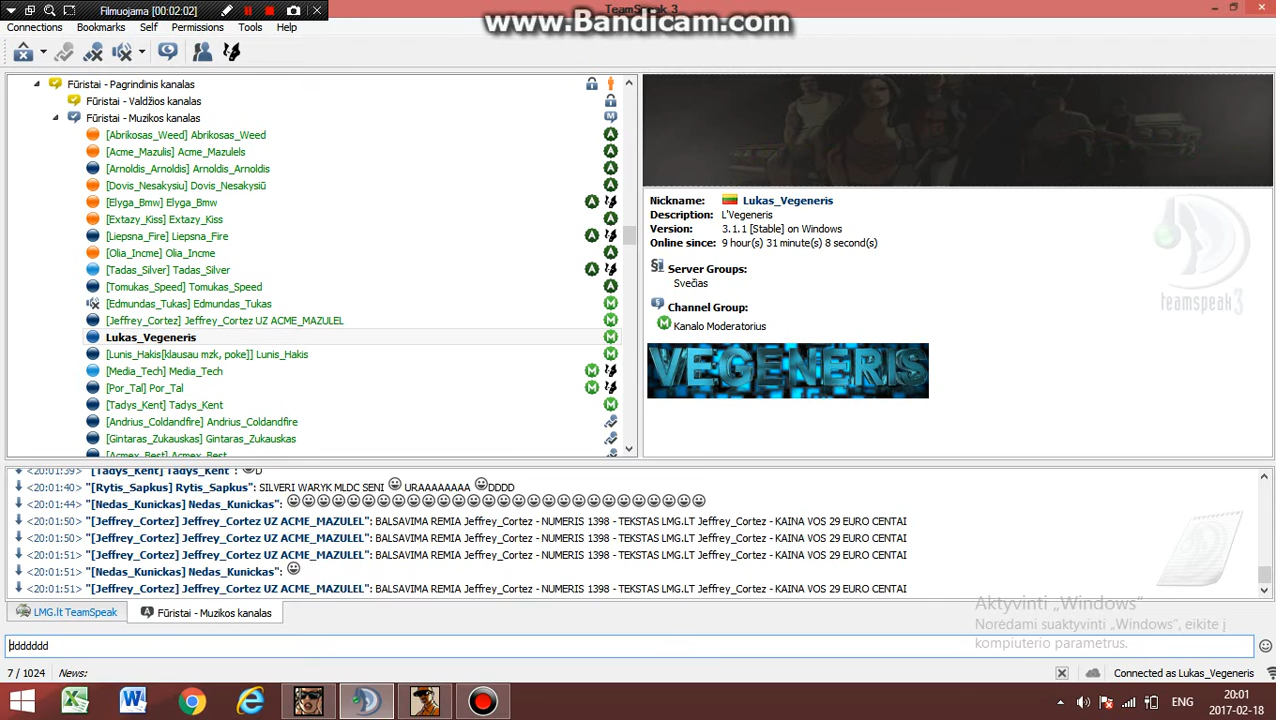 Filmuojama [00:02:02]
TeamSpeak 3
www.Bandicam.com
Connections Bookmarks Self Permissions Tools Help
Fūristai - Pagrindinis kanalas
Fūristai - Valdžios kanalas
Fūristai - Muzikos kanalas
[Abrikosas_Weed] Abrikosas_Weed
[Acme_Mazulis] Acme_Mazulels
[Arnoldis_Arnoldis] Arnoldis_Arnoldis
[Dovis_Nesakysiu] Dovis_Nesakysiū
[Elyga_Bmw] Elyga_Bmw
[Extazy_Kiss] Extazy_Kiss
[Liepsna_Fire] Liepsna_Fire
[Olia_Incme] Olia_Incme
[Tadas_Silver] Tadas_Silver
[Tomukas_Speed] Tomukas_Speed
[Edmundas_Tukas] Edmundas_Tukas
[Jeffrey_Cortez] Jeffrey_Cortez UZ ACME_MAZULEL
Lukas_Vegeneris
[Lunis_Hakis[klausau mzk, poke]] Lunis_Hakis
[Media_Tech] Media_Tech
[Por_Tal] Por_Tal
[Tadys_Kent] Tadys_Kent
[Andrius_Coldandfire] Andrius_Coldandfire
[Gintaras_Zukauskas] Gintaras_Zukauskas
[Acmex_Best] Acmex_Best
Nickname: Lukas_Vegeneris
Description: L'Vegeneris
Version: 3.1.1 [Stable] on Windows
Online since: 9 hour(s) 31 minute(s) 8 second(s)
Server Groups:
Svečias
Channel Group:
Kanalo Moderatorius
VEGENERIS
teamspeak3
<20:01:39> "[Tadys_Kent] Tadys_Kent": D
<20:01:40> "[Rytis_Sapkus] Rytis_Sapkus": SILVERI WARYK MLDC SENI URAAAAAAAA DDDD
<20:01:44> "[Nedas_Kunickas] Nedas_Kunickas":
<20:01:50> "[Jeffrey_Cortez] Jeffrey_Cortez UZ ACME_MAZULEL": BALSAVIMA REMIA Jeffrey_Cortez - NUMERIS 1398 - TEKSTAS LMG.LT Jeffrey_Cortez - KAINA VOS 29 EURO CENTAI
<20:01:50> "[Jeffrey_Cortez] Jeffrey_Cortez UZ ACME_MAZULEL": BALSAVIMA REMIA Jeffrey_Cortez - NUMERIS 1398 - TEKSTAS LMG.LT Jeffrey_Cortez - KAINA VOS 29 EURO CENTAI
<20:01:51> "[Jeffrey_Cortez] Jeffrey_Cortez UZ ACME_MAZULEL": BALSAVIMA REMIA Jeffrey_Cortez - NUMERIS 1398 - TEKSTAS LMG.LT Jeffrey_Cortez - KAINA VOS 29 EURO CENTAI
<20:01:51> "[Nedas_Kunickas] Nedas_Kunickas":
<20:01:51> "[Jeffrey_Cortez] Jeffrey_Cortez UZ ACME_MAZULEL": BALSAVIMA REMIA Jeffrey_Cortez - NUMERIS 1398 - TEKSTAS LMG.LT Jeffrey_Cortez - KAINA VOS 29 EURO CENTAI
LMG.lt TeamSpeak Fūristai - Muzikos kanalas
Aktyvinti „Windows"
Norėdami suaktyvinti „Windows", eikite į
kompiuterio parametrus.
ddddddd
7 / 1024 News: Connected as Lukas_Vegeneris
ENG
20:01
2017-02-18